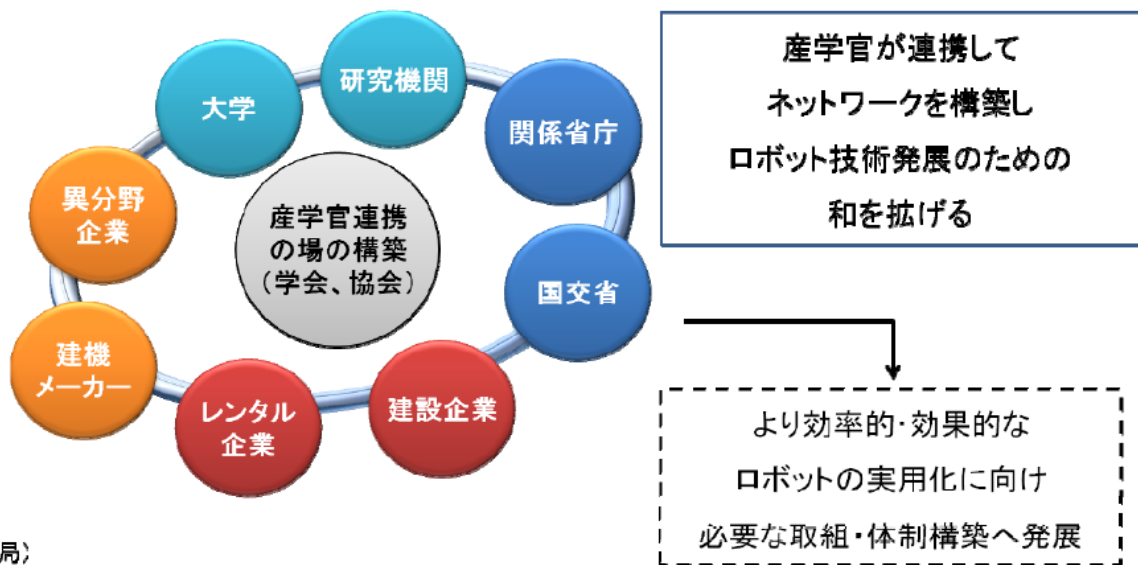 大学
研究機関
関係省庁
国交省
建設企業
レンタル
企業
建機
メーカー
異分野
企業
産学官連携
の場の構築
(学会、協会)
産学官が連携して
ネットワークを構築し
ロボット技術発展のための
和を拡げる
より効率的・効果的な
ロボットの実用化に向け
必要な取組・体制構築へ発展
局)